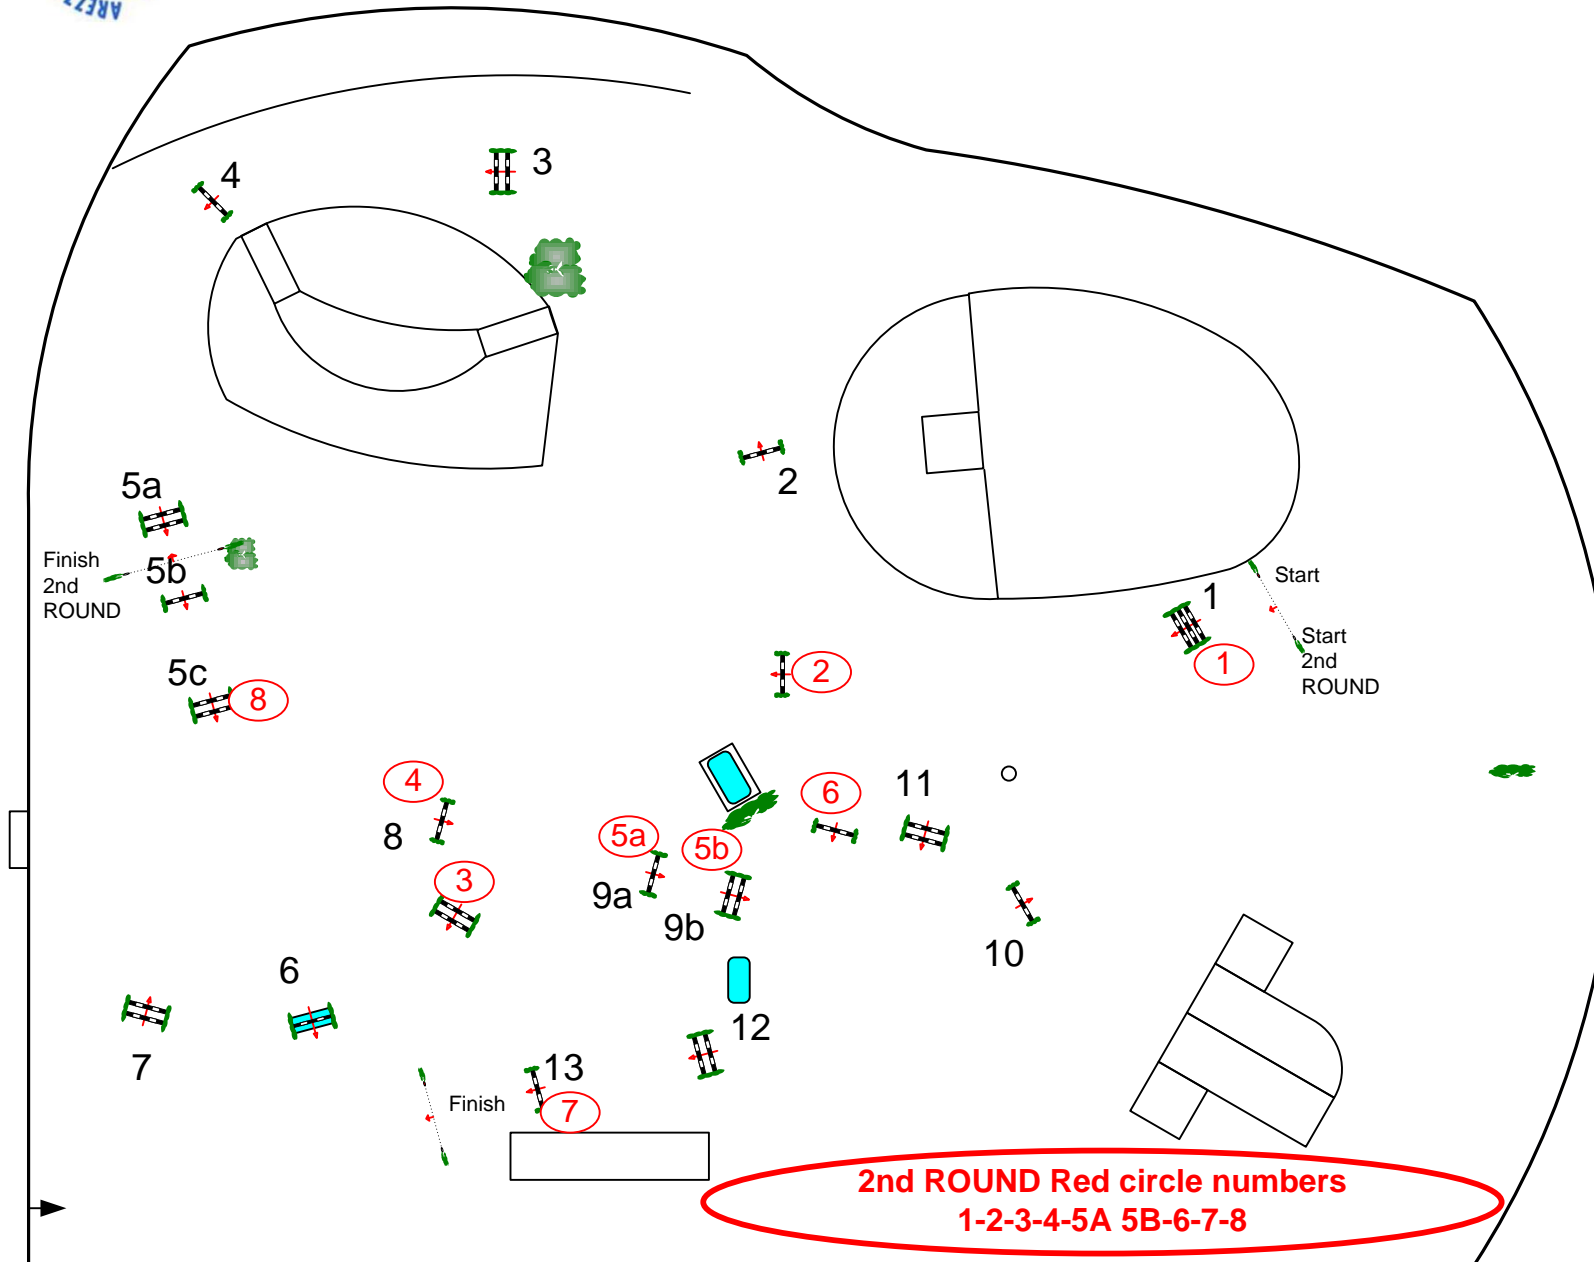 AREZZ
4
3
5a
Finish
2nd
ROUND
5b
5c
8
2
1
Start
Start
2nd
ROUND
1
2
4
8
3
5a
5b
6
11
9a
9b
10
6
7
12
13
7
Finish
2nd ROUND Red circle numbers
1-2-3-4-5A 5B-6-7-8